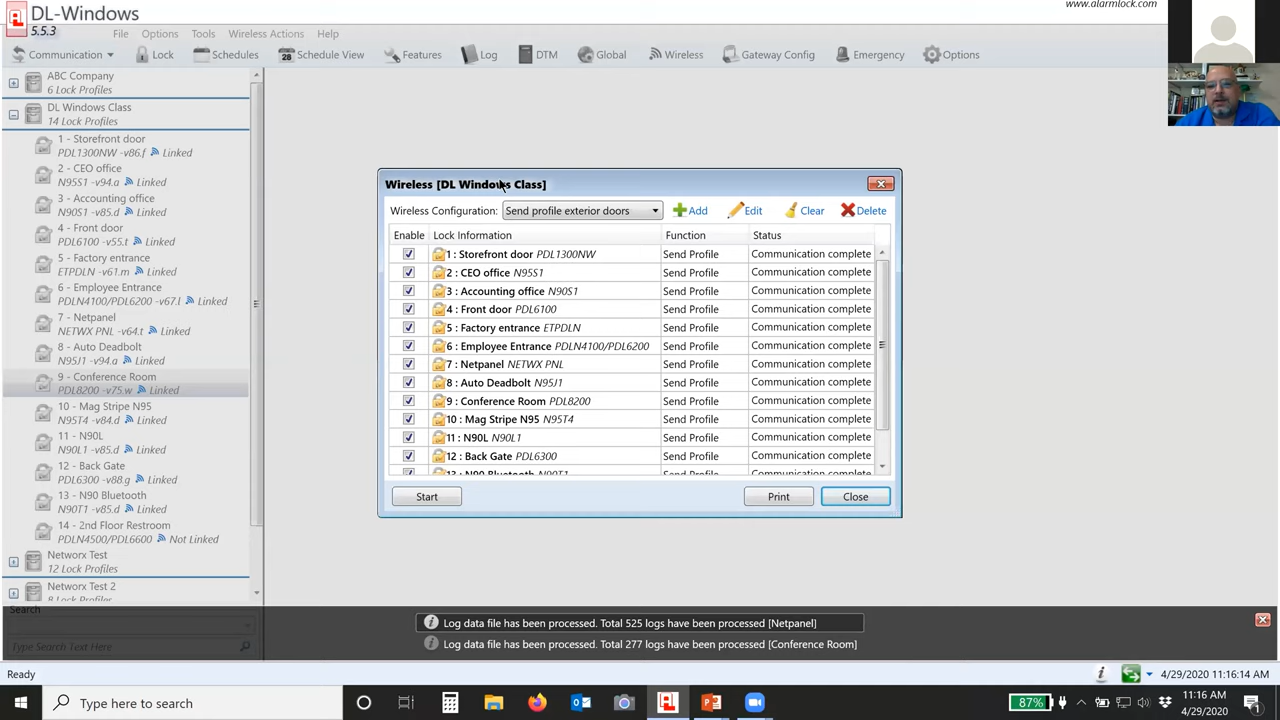 DL-Windows
www.alarmlock.com
5.5.3
File Options Tools Wireless Actions Help
Communication Lock Schedules 28 Schedule View Features Log DTM Global Wireless Gateway Config Emergency Options
ABC Company
6 Lock Profiles
DL Windows Class
14 Lock Profiles
1 - Storefront door
PDL1300NW -v86.f Linked
2 - CEO office
N95S1 -v94.a Linked
3 - Accounting office
N90S1 -v85.d Linked
4 - Front door
PDL6100 -v55.t Linked
5 - Factory entrance
ETPDLN -v61.m Linked
6 - Employee Entrance
PDLN4100/PDL6200 -v67.l Linked
7 - Netpanel
NETWX PNL -v64.t Linked
8 - Auto Deadbolt
N95J1 -v94.a Linked
9 - Conference Room
PDL8200 -v75.w Linked
10 - Mag Stripe N95
N95T4 -v84.d Linked
11 - N90L
N90L1 -v85.d Linked
12 - Back Gate
PDL6300 -v88.g Linked
13 - N90 Bluetooth
N90T1 -v85.d Linked
14 - 2nd Floor Restroom
PDLN4500/PDL6600 Not Linked
Networx Test
12 Lock Profiles
Networx Test 2
8 Lock Profiles
Search
Type Search Text Here
Wireless [DL Windows Class]
Wireless Configuration: Send profile exterior doors Add Edit Clear Delete
Enable Lock Information Function Status
1 : Storefront door PDL1300NW Send Profile Communication complete
2 : CEO office N95S1 Send Profile Communication complete
3 : Accounting office N90S1 Send Profile Communication complete
4 : Front door PDL6100 Send Profile Communication complete
5 : Factory entrance ETPDLN Send Profile Communication complete
6 : Employee Entrance PDLN4100/PDL6200 Send Profile Communication complete
7 : Netpanel NETWX PNL Send Profile Communication complete
8 : Auto Deadbolt N95J1 Send Profile Communication complete
9 : Conference Room PDL8200 Send Profile Communication complete
10 : Mag Stripe N95 N95T4 Send Profile Communication complete
11 : N90L N90L1 Send Profile Communication complete
12 : Back Gate PDL6300 Send Profile Communication complete
13 : N90 Bluetooth N90T1 Send Profile Communication complete
Start Print Close
Log data file has been processed. Total 525 logs have been processed [Netpanel]
Log data file has been processed. Total 277 logs have been processed [Conference Room]
Ready 4/29/2020 11:16:14 AM
Type here to search
87%
11:16 AM
4/29/2020